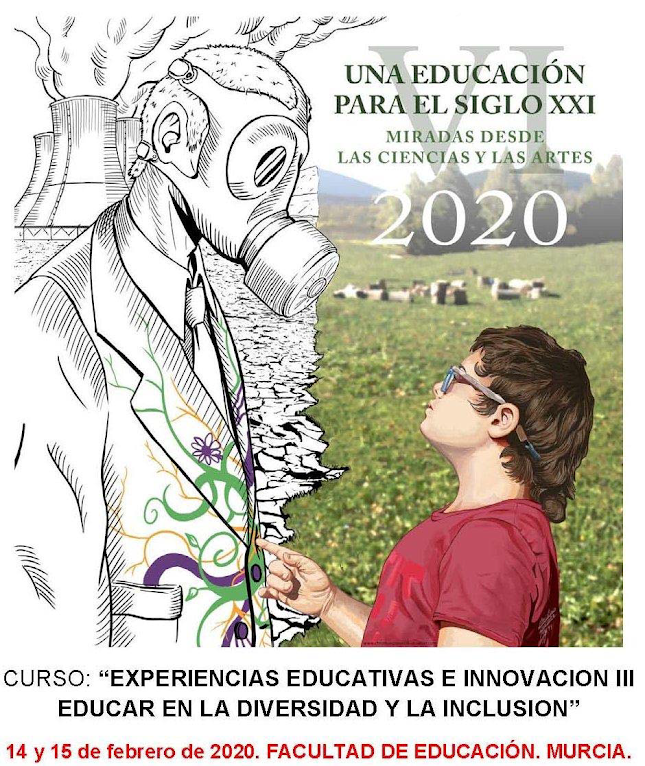 VI
UNA EDUCACIÓN
PARA EL SIGLO XXI
MIRADAS DESDE
LAS CIENCIAS Y LAS ARTES
2020
CURSO: “EXPERIENCIAS EDUCATIVAS E INNOVACION III
EDUCAR EN LA DIVERSIDAD Y LA INCLUSION”
14 y 15 de febrero de 2020. FACULTAD DE EDUCACIÓN. MURCIA.